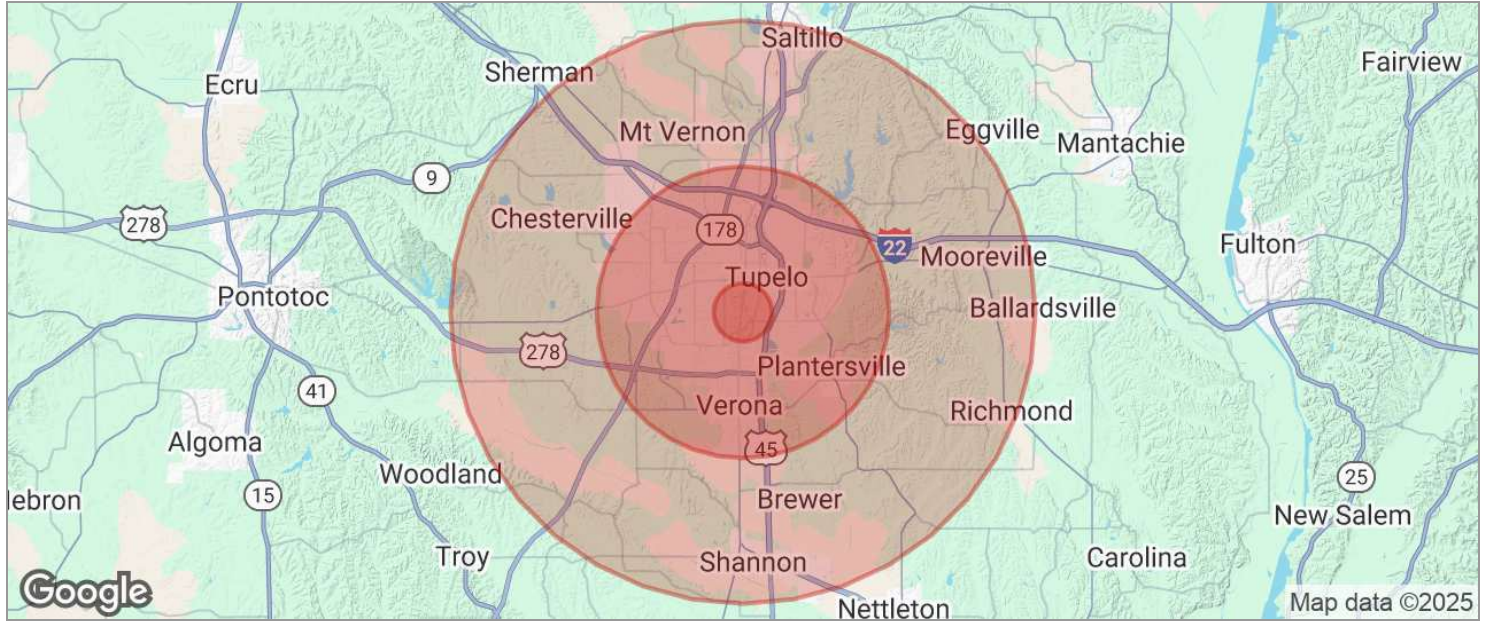 Saltillo
Fairview
Sherman
Ecru
Mt Vernon
Eggville
Mantachie
9
278
Chesterville
178
22
Fulton
Mooreville
Tupelo
Pontotoc
Ballardsville
278
Plantersville
41
Verona
Richmond
Algoma
45
Woodland
25
15
Brewer
lebron
New Salem
Troy
Shannon
Carolina
Google
Nettleton
Map data ©2025